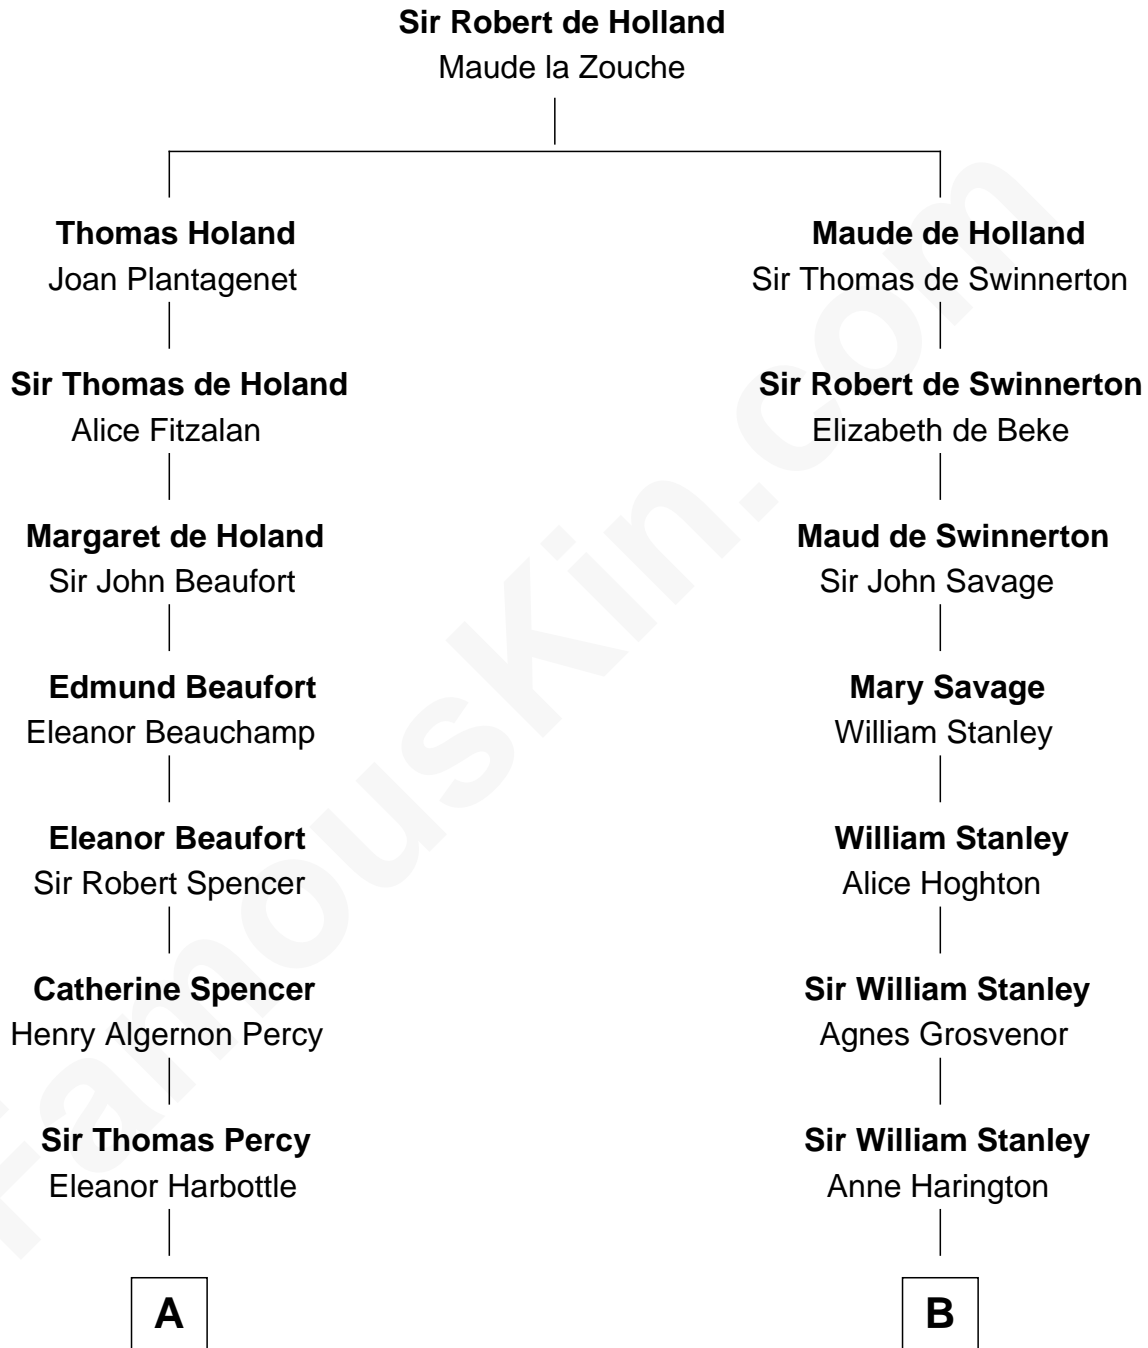 Sir Robert de Holland
Maude la Zouche
Thomas Holand
Joan Plantagenet
Sir Thomas de Holand
Alice Fitzalan
Margaret de Holand
Sir John Beaufort
Edmund Beaufort
Eleanor Beauchamp
Eleanor Beaufort
Sir Robert Spencer
Catherine Spencer
Henry Algernon Percy
Sir Thomas Percy
Eleanor Harbottle
A
Maude de Holland
Sir Thomas de Swinnerton
Sir Robert de Swinnerton
Elizabeth de Beke
Maud de Swinnerton
Sir John Savage
Mary Savage
William Stanley
William Stanley
Alice Hoghton
Sir William Stanley
Agnes Grosvenor
Sir William Stanley
Anne Harington
B
FamousKin.com